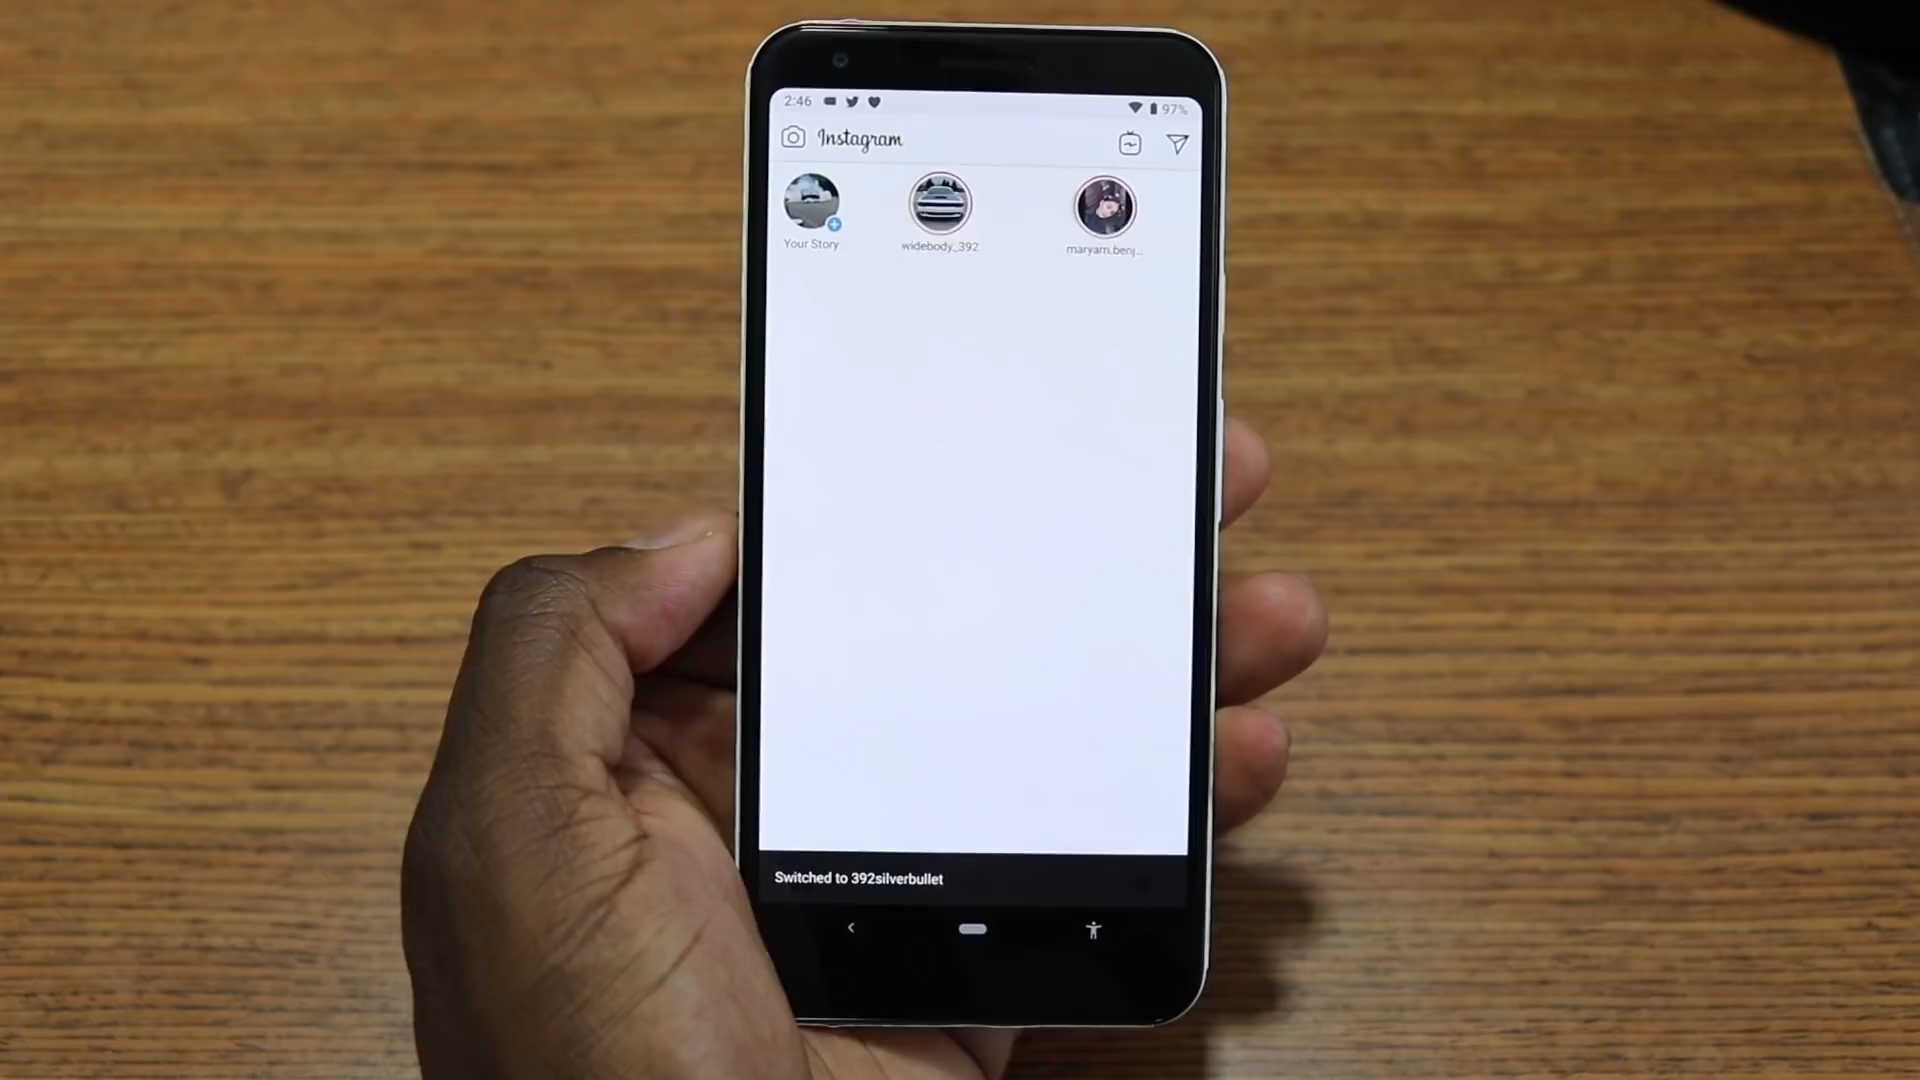 2:46 97%
Instagram
Your Story widebody_392 maryam.benj...
Switched to 392silverbullet